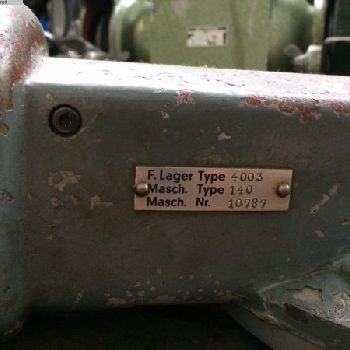 F. Lager Type 4003
Masch. Type 140
Masch. Nr. 10787